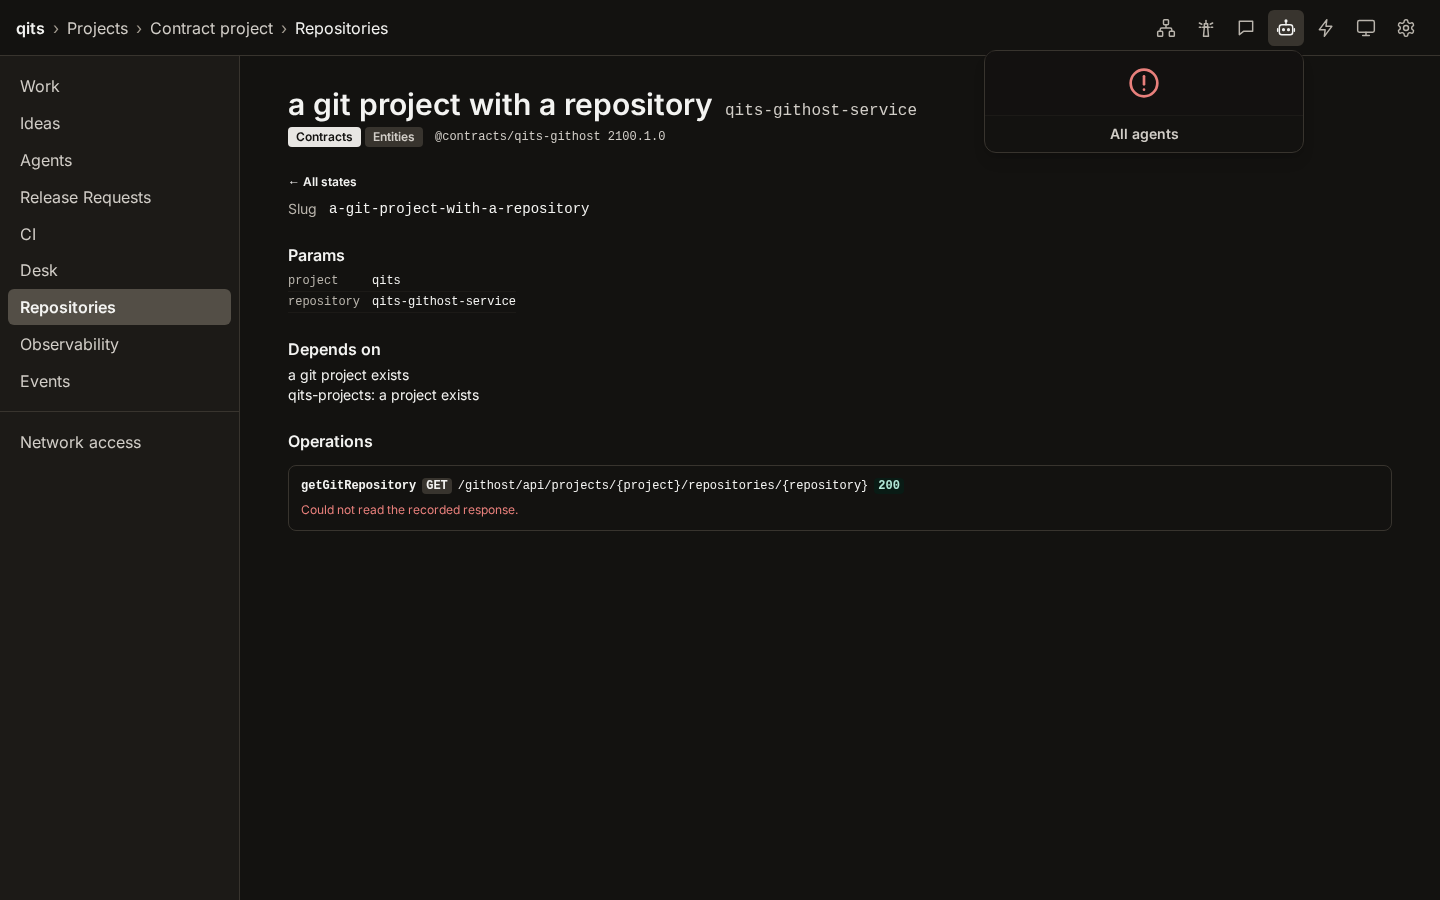 qits › Projects › Contract project › Repositories
Work
Ideas
Agents
Release Requests
CI
Desk
Repositories
Observability
Events
Network access
All agents
a git project with a repository qits-githost-service
Contracts Entities @contracts/qits-githost 2100.1.0
← All states
Slug a-git-project-with-a-repository
Params
project qits
repository qits-githost-service
Depends on
a git project exists
qits-projects: a project exists
Operations
getGitRepository GET /githost/api/projects/{project}/repositories/{repository} 200
Could not read the recorded response.